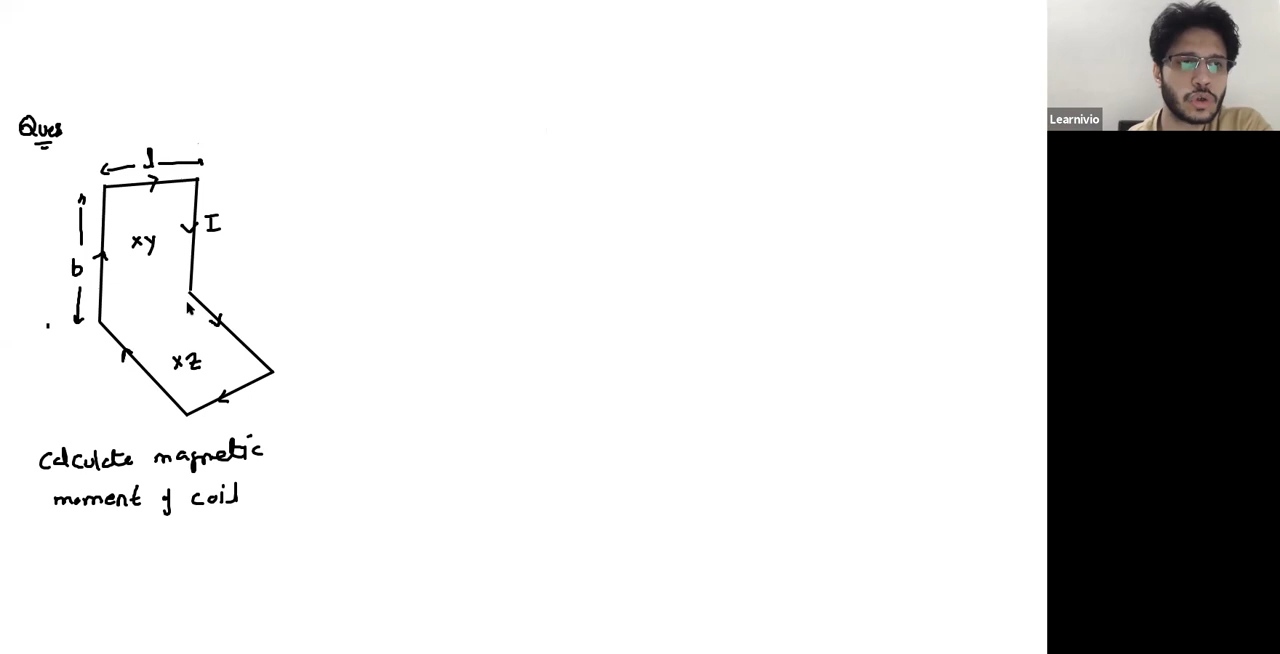 Ques
l
I
xy
b
xz
Calculate magnetic
moment of coil
Learnivio